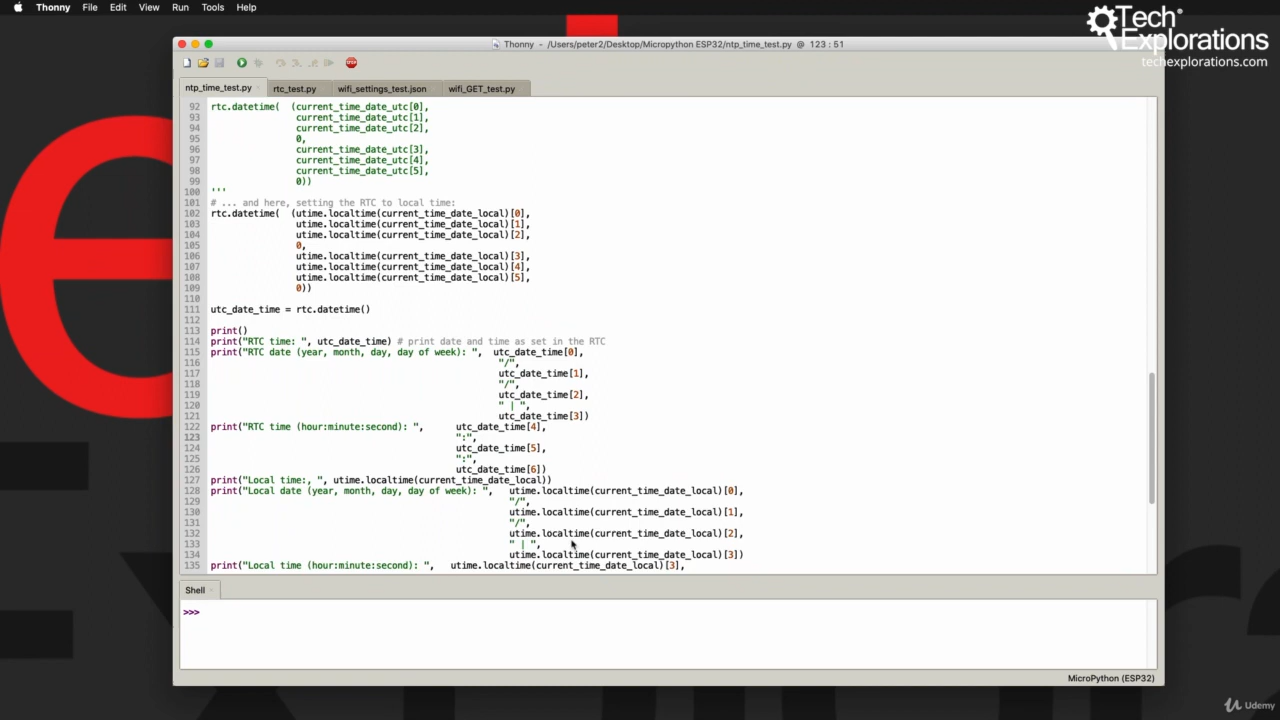 Thonny File Edit View Run Tools Help
Tech
Explorations
techexplorations.com
Thonny - /Users/peter2/Desktop/Micropython ESP32/ntp_time_test.py @ 123 : 51
ntp_time_test.py rtc_test.py wifi_settings_test.json wifi_GET_test.py
92 rtc.datetime( (current_time_date_utc[0],
93 current_time_date_utc[1],
94 current_time_date_utc[2],
95 0,
96 current_time_date_utc[3],
97 current_time_date_utc[4],
98 current_time_date_utc[5],
99 0))
100 '''
101 # ... and here, setting the RTC to local time:
102 rtc.datetime( (utime.localtime(current_time_date_local)[0],
103 utime.localtime(current_time_date_local)[1],
104 utime.localtime(current_time_date_local)[2],
105 0,
106 utime.localtime(current_time_date_local)[3],
107 utime.localtime(current_time_date_local)[4],
108 utime.localtime(current_time_date_local)[5],
109 0))
110
111 utc_date_time = rtc.datetime()
112
113 print()
114 print("RTC time: ", utc_date_time) # print date and time as set in the RTC
115 print("RTC date (year, month, day, day of week): ", utc_date_time[0],
116 "/",
117 utc_date_time[1],
118 "/",
119 utc_date_time[2],
120 " | ",
121 utc_date_time[3])
122 print("RTC time (hour:minute:second): ", utc_date_time[4],
123 ":",
124 utc_date_time[5],
125 ":",
126 utc_date_time[6])
127 print("Local time:, ", utime.localtime(current_time_date_local))
128 print("Local date (year, month, day, day of week): ", utime.localtime(current_time_date_local)[0],
129 "/",
130 utime.localtime(current_time_date_local)[1],
131 "/",
132 utime.localtime(current_time_date_local)[2],
133 " | ",
134 utime.localtime(current_time_date_local)[3])
135 print("Local time (hour:minute:second): ", utime.localtime(current_time_date_local)[3],
Shell
>>>
MicroPython (ESP32)
Udemy